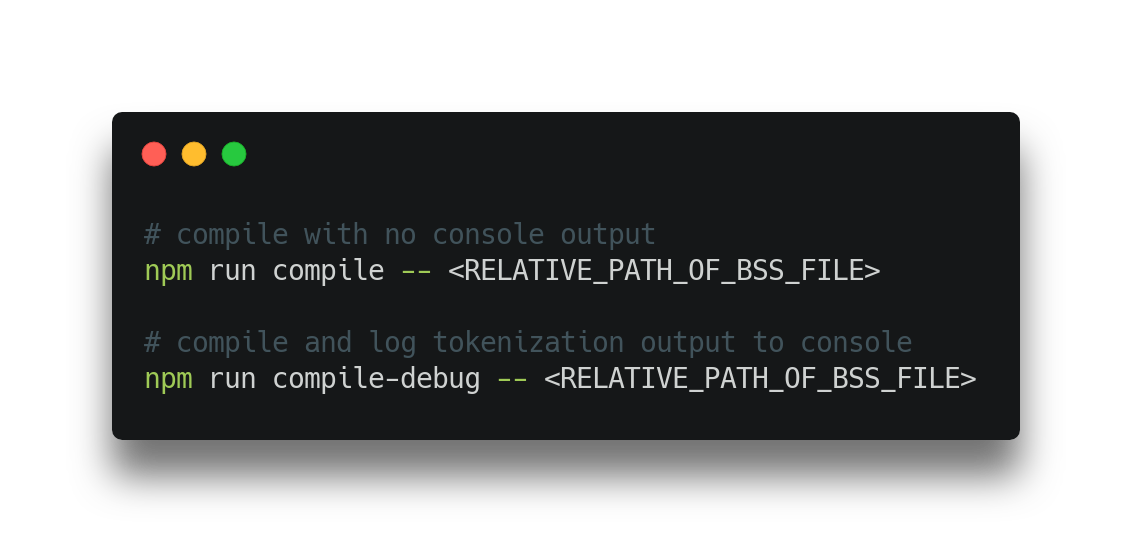 # compile with no console output
npm run compile -- <RELATIVE_PATH_OF_BSS_FILE>
# compile and log tokenization output to console
npm run compile-debug -- <RELATIVE_PATH_OF_BSS_FILE>